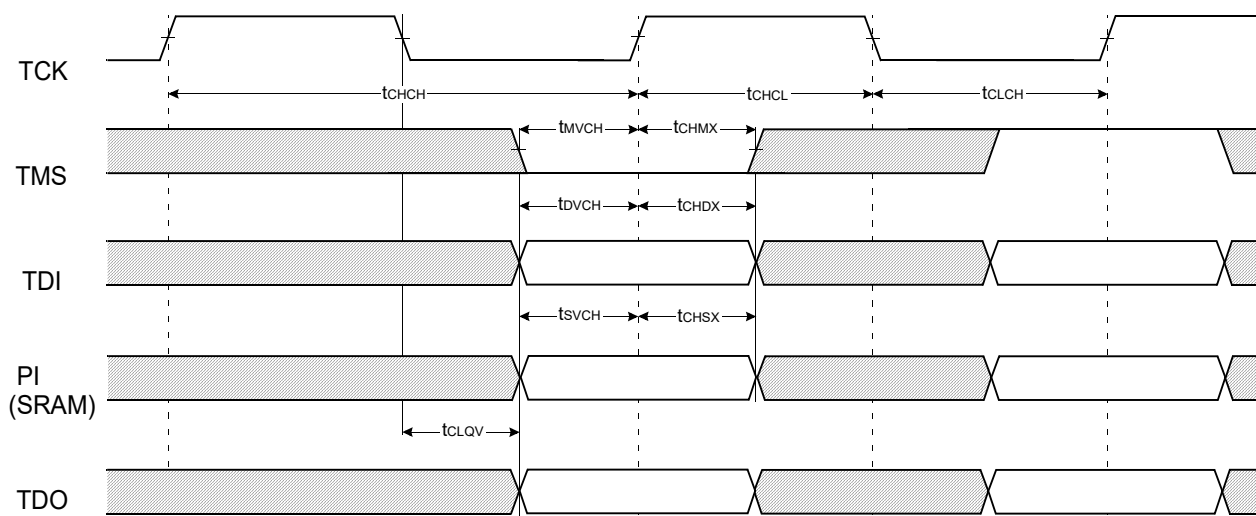 TCK
tCHCH
tCHCL
tCLCH
tMVCH
tCHMX
TMS
tDVCH
tCHDX
TDI
tSVCH
tCHSX
PI
(SRAM)
tCLQV
TDO